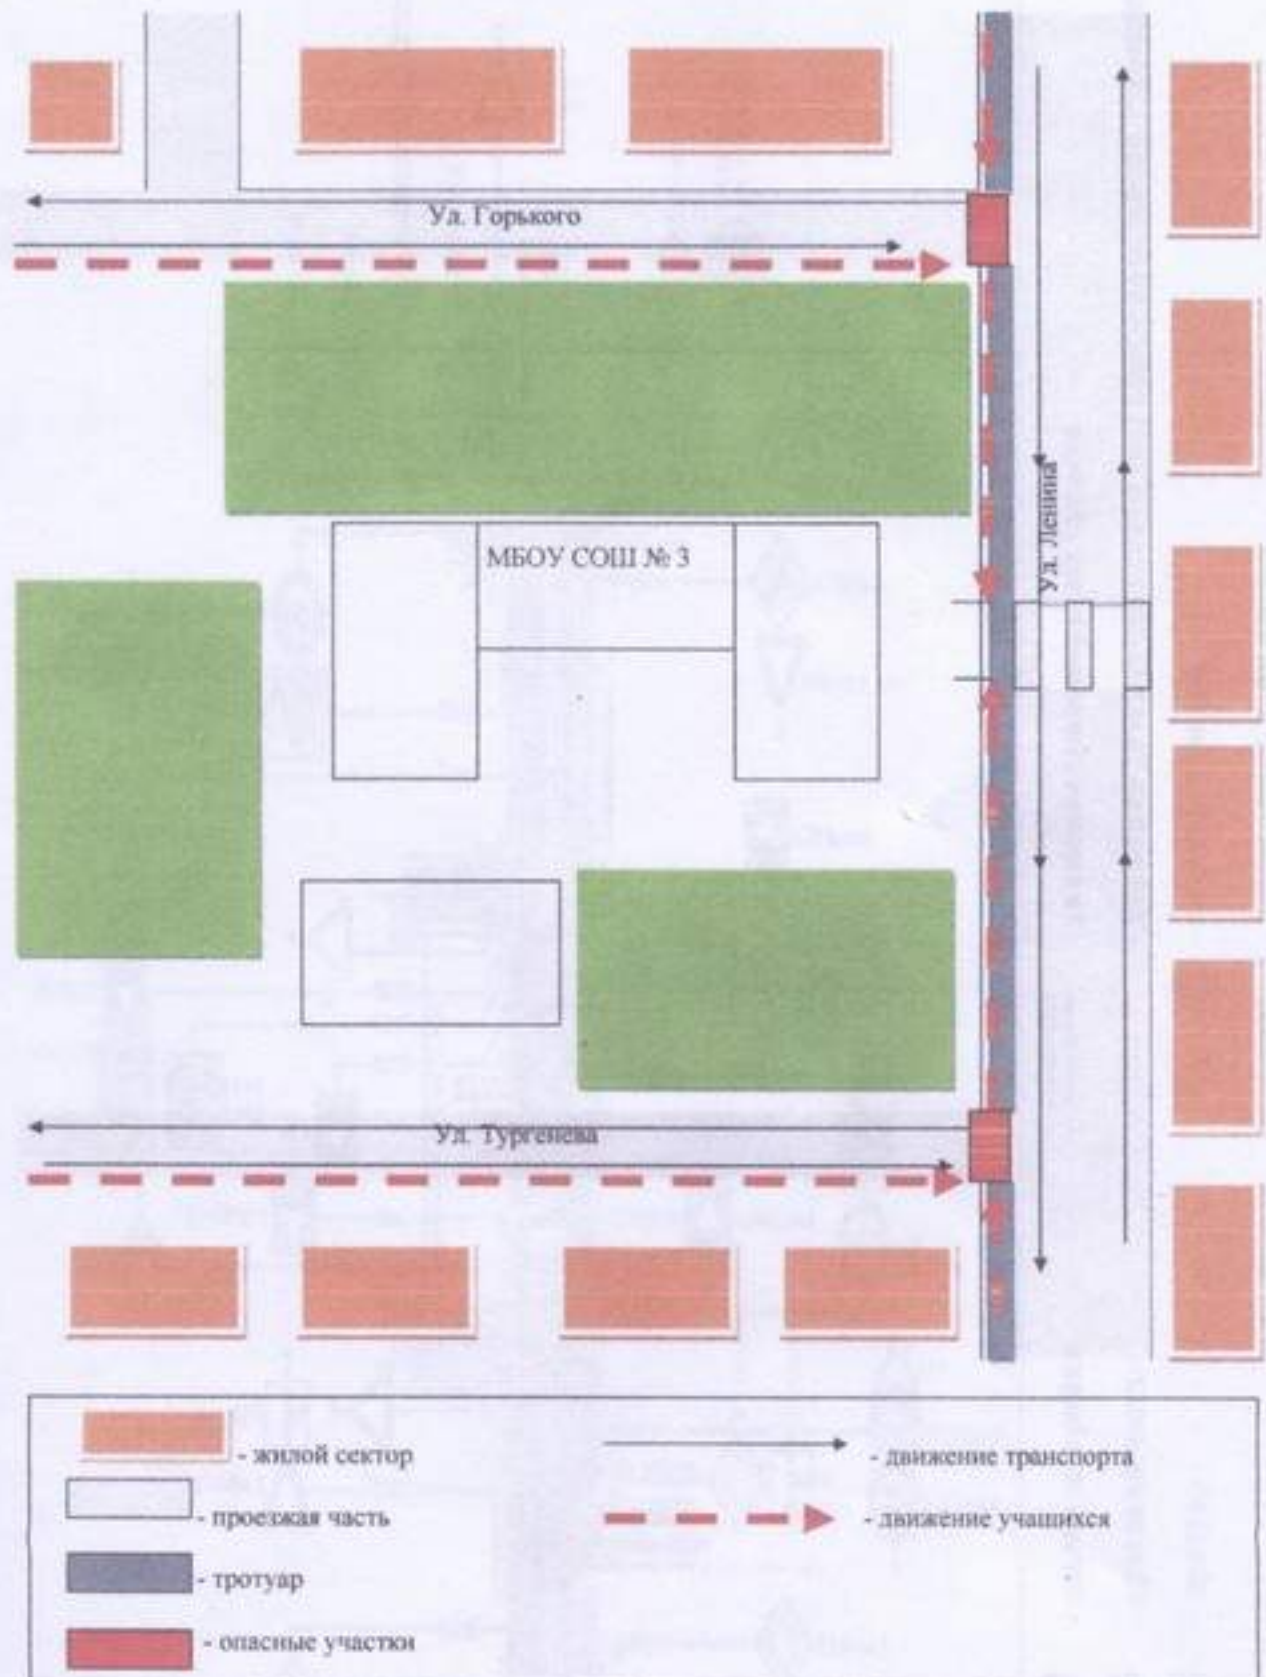 Ул. Горького
МБОУ СОШ № 3
Ул. Ленина
Ул. Тургенева
- жилой сектор
- движение транспорта
- проезжая часть
- движение учащихся
- тротуар
- опасные участки